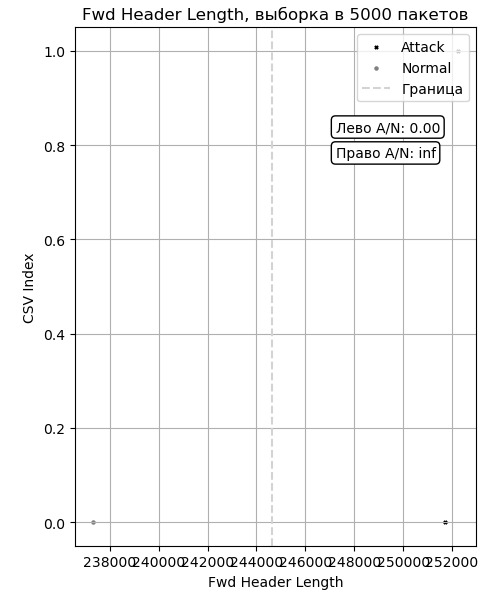 Fwd Header Length, выборка в 5000 пакетов
1.0
0.8
0.6
0.4
0.2
0.0
CSV Index
Attack
Normal
Граница
Лево A/N: 0.00
Право A/N: inf
238000 240000 242000 244000 246000 248000 250000 252000
Fwd Header Length